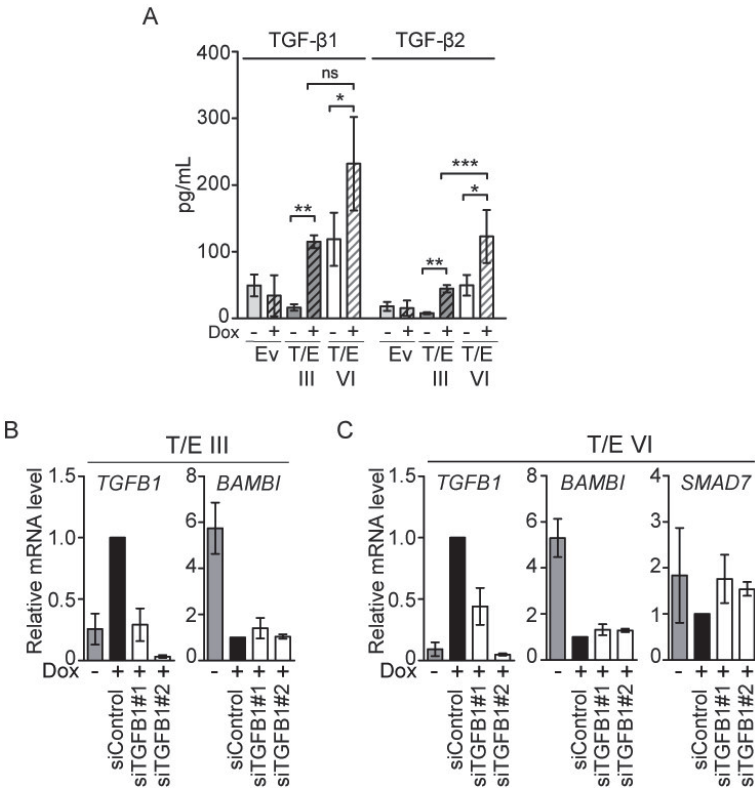 A
TGF-β1 TGF-β2
400
300
200
100
0
pg/mL
ns
*
**
***
*
**
Dox - + - + - + - + - + - +
Ev T/E T/E Ev T/E T/E
III VI III VI
B
T/E III
TGFB1 BAMBI
Relative mRNA level
1.5
1.0
0.5
0
8
6
4
2
0
Dox - + + + - + + +
siControl
siTGFB1#1
siTGFB1#2
siControl
siTGFB1#1
siTGFB1#2
C
T/E VI
TGFB1 BAMBI SMAD7
Relative mRNA level
1.5
1.0
0.5
0
8
6
4
2
0
4
3
2
1
0
Dox - + + + - + + + - + + +
siControl
siTGFB1#1
siTGFB1#2
siControl
siTGFB1#1
siTGFB1#2
siControl
siTGFB1#1
siTGFB1#2